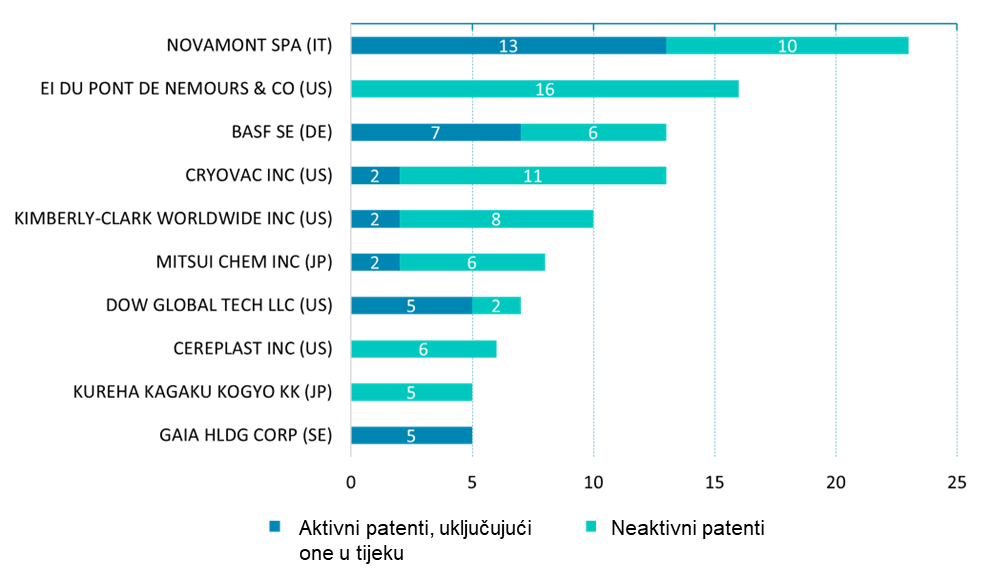 NOVAMONT SPA (IT)
13 10
EI DU PONT DE NEMOURS & CO (US)
16
BASF SE (DE)
7 6
CRYOVAC INC (US)
2 11
KIMBERLY-CLARK WORLDWIDE INC (US)
2 8
MITSUI CHEM INC (JP)
2 6
DOW GLOBAL TECH LLC (US)
5 2
CEREPLAST INC (US)
6
KUREHA KAGAKU KOGYO KK (JP)
5
GAIA HLDG CORP (SE)
5
0 5 10 15 20 25
Aktivni patenti, uključujući
one u tijeku
Neaktivni patenti